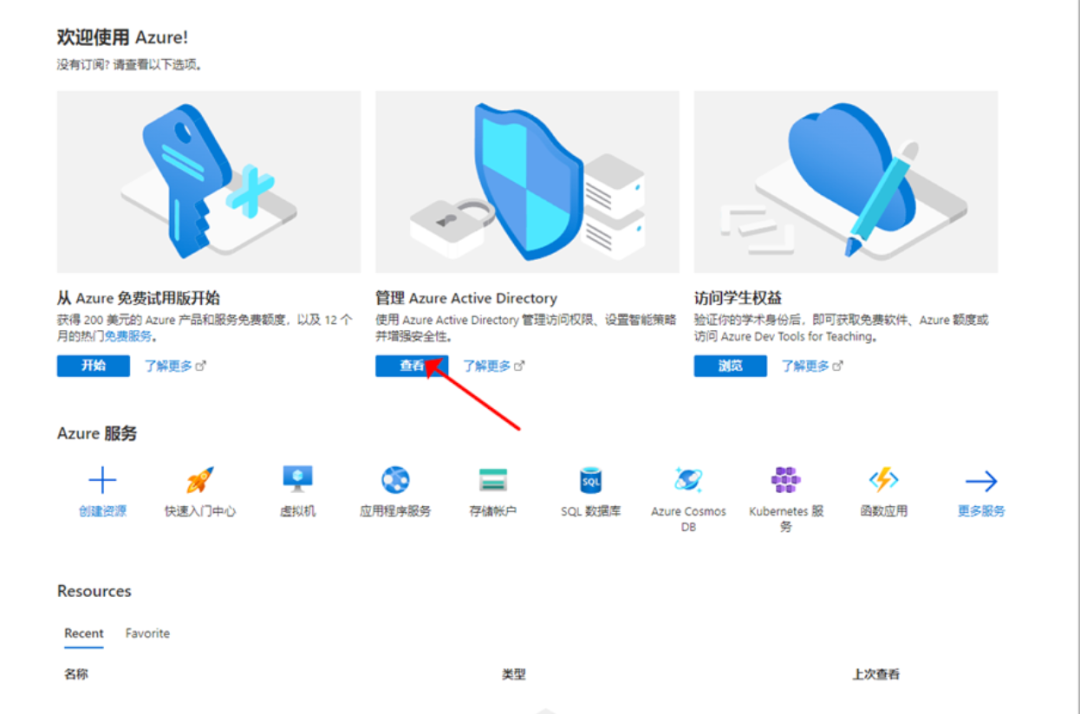 欢迎使用 Azure!
没有订阅? 请查看以下选项。
从 Azure 免费试用版开始
获得 200 美元的 Azure 产品和服务免费额度，以及 12 个
月的热门免费服务。
开始 了解更多
管理 Azure Active Directory
使用 Azure Active Directory 管理访问权限、设置智能策略
并增强安全性。
查看 了解更多
访问学生权益
验证你的学术身份后，即可获取免费软件、Azure 额度或
访问 Azure Dev Tools for Teaching。
浏览 了解更多
Azure 服务
SQL
创建资源 快速入门中心 虚拟机 应用程序服务 存储帐户 SQL 数据库 Azure Cosmos Kubernetes 服 函数应用 更多服务
DB 务
Resources
Recent Favorite
名称 类型 上次查看